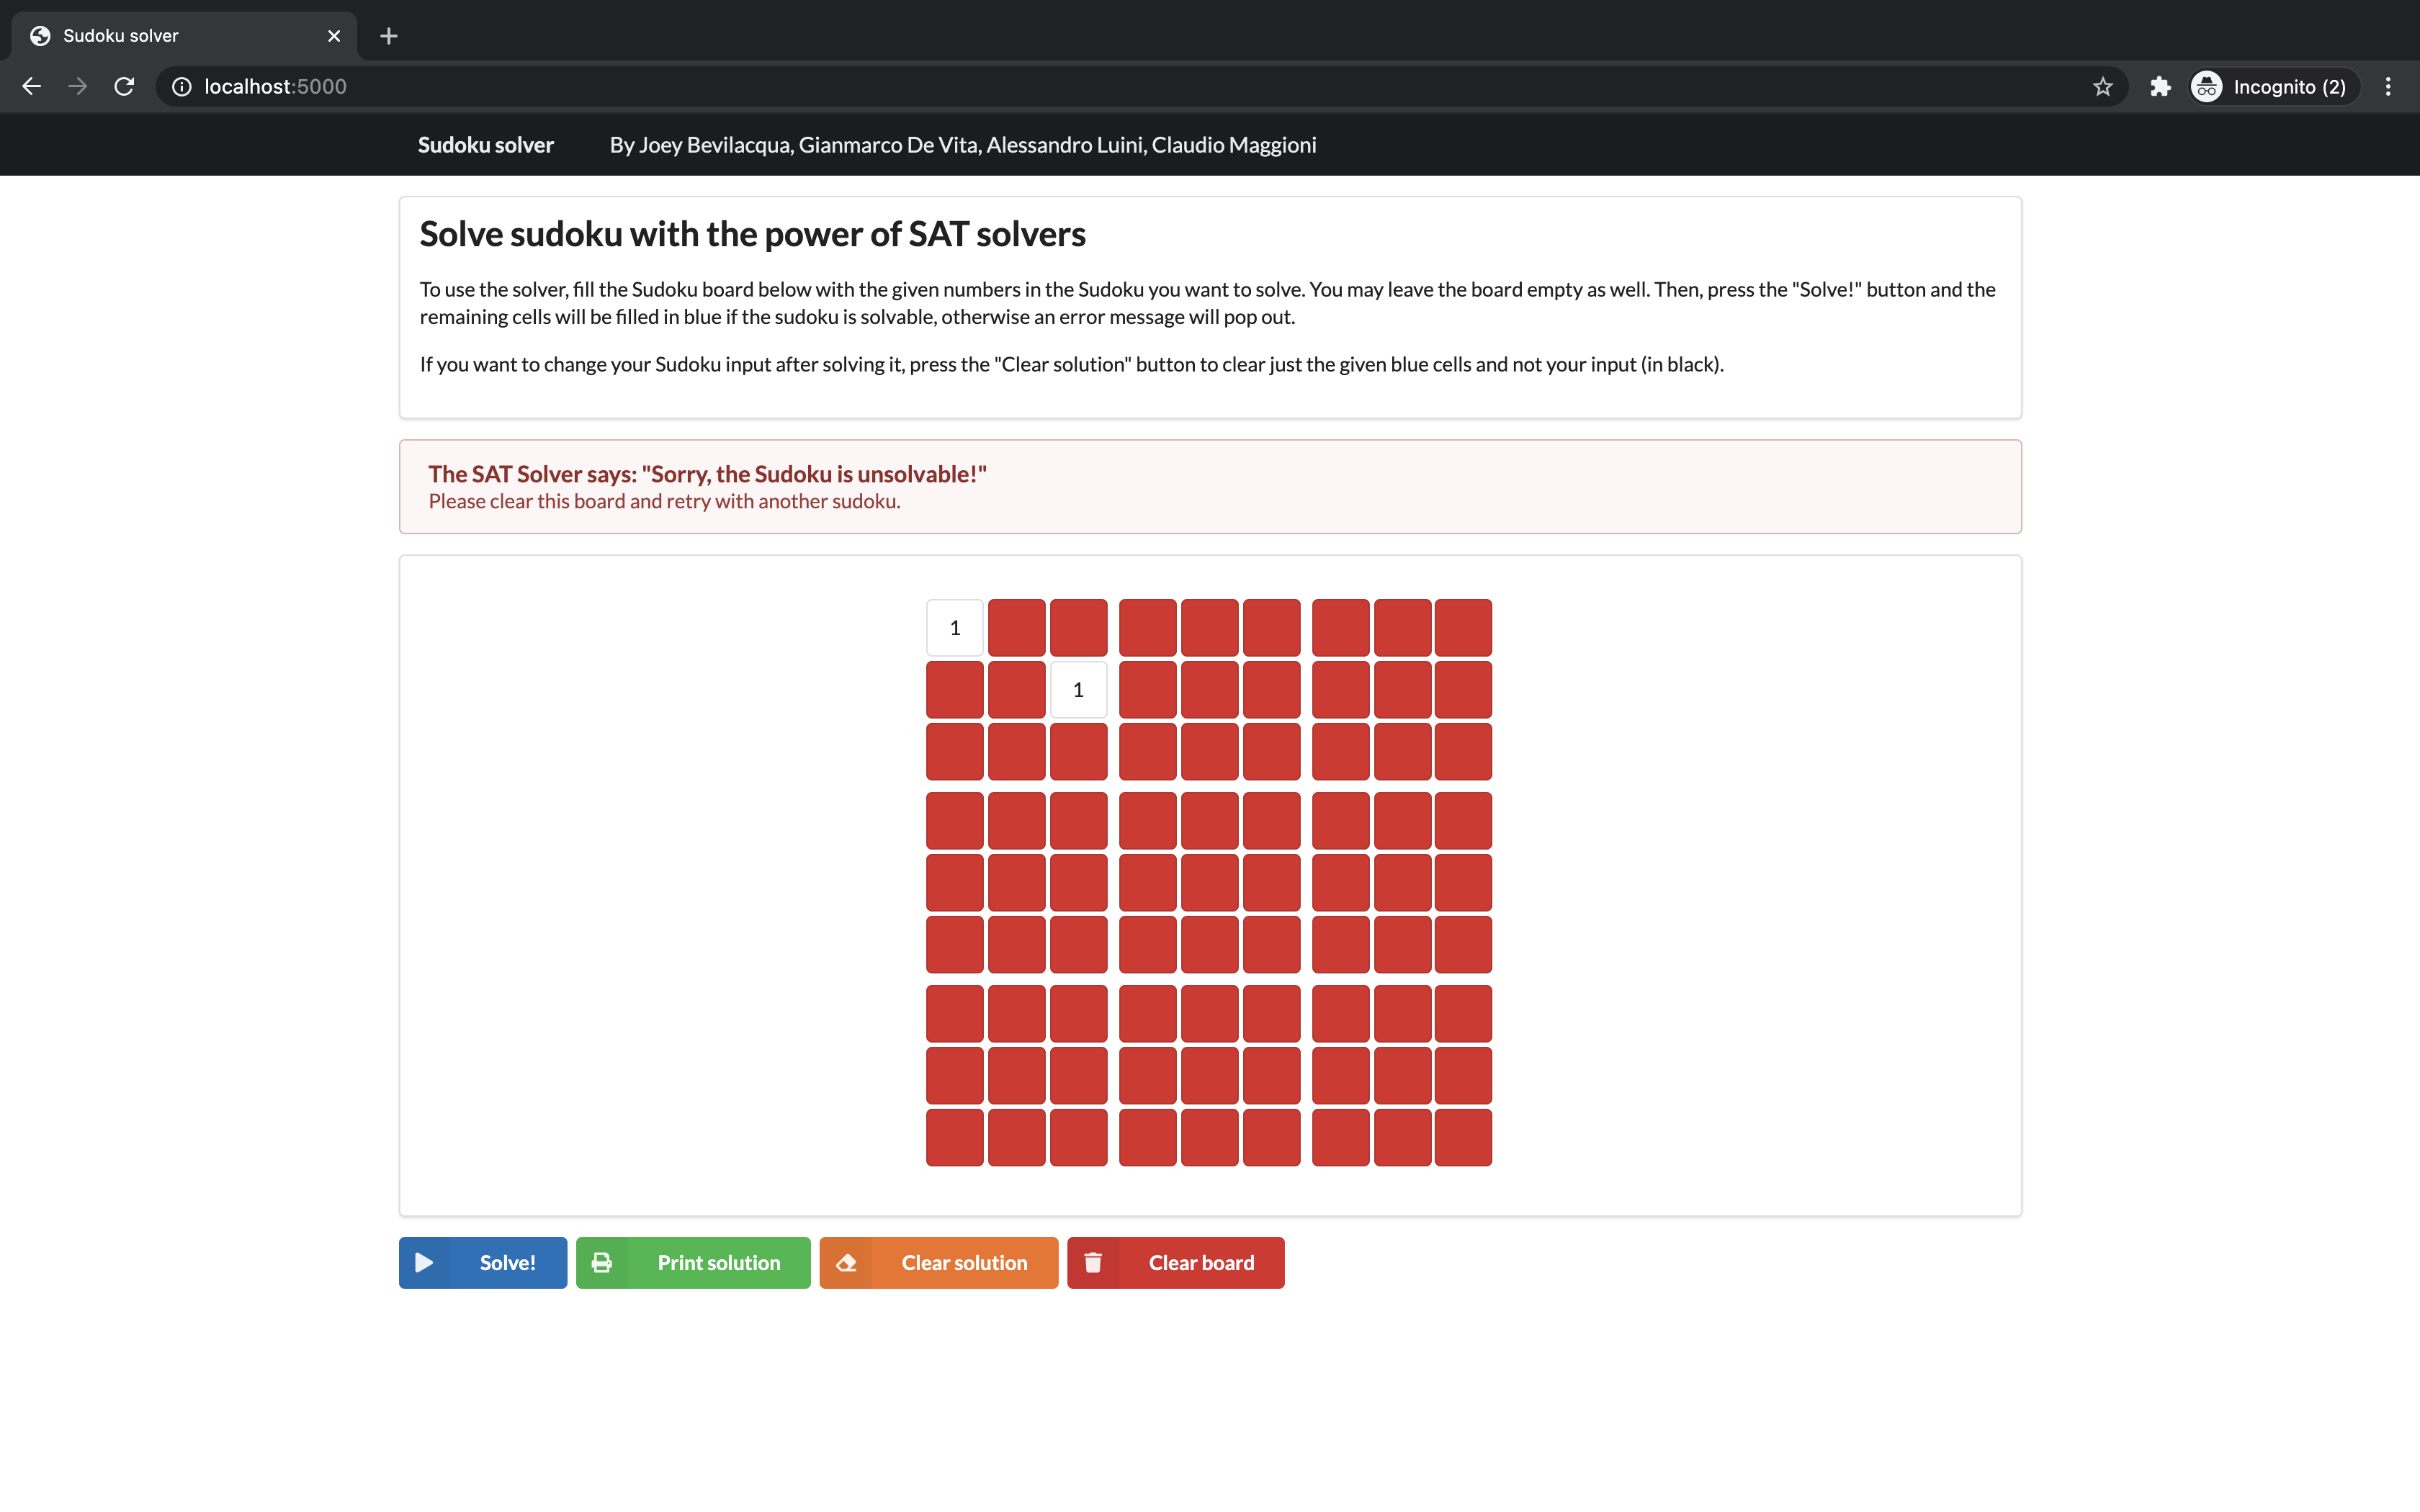 Sudoku solver
localhost:5000
Incognito (2)
Sudoku solver By Joey Bevilacqua, Gianmarco De Vita, Alessandro Luini, Claudio Maggioni
Solve sudoku with the power of SAT solvers
To use the solver, fill the Sudoku board below with the given numbers in the Sudoku you want to solve. You may leave the board empty as well. Then, press the "Solve!" button and the
remaining cells will be filled in blue if the sudoku is solvable, otherwise an error message will pop out.
If you want to change your Sudoku input after solving it, press the "Clear solution" button to clear just the given blue cells and not your input (in black).
The SAT Solver says: "Sorry, the Sudoku is unsolvable!"
Please clear this board and retry with another sudoku.
1
1
Solve! Print solution Clear solution Clear board